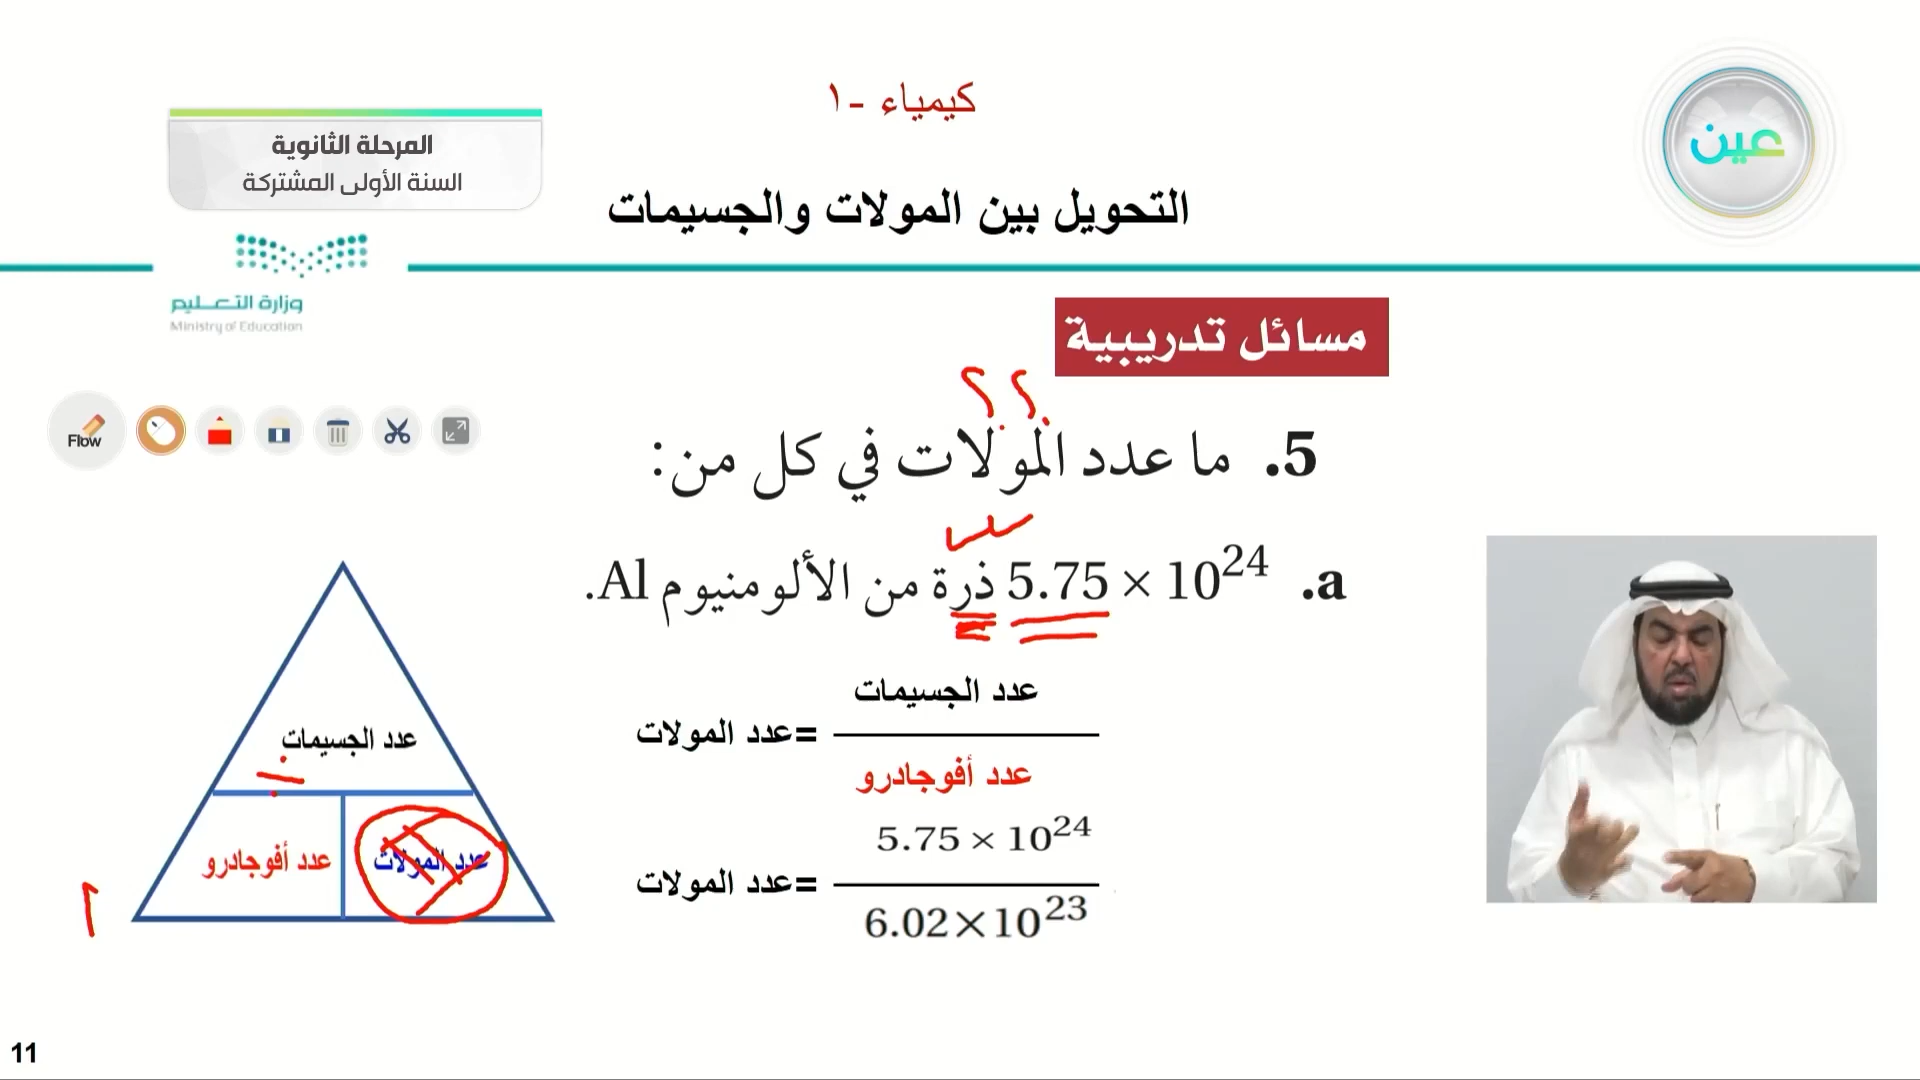 كيمياء -١
عين
المرحلة الثانوية
السنة الأولى المشتركة
التحويل بين المولات والجسيمات
وزارة التعليم
Ministry of Education
مسائل تدريبية
؟ ؟
Flow
5. ما عدد المولات في كل من:
a. 5.75 × 10^24 ذرة من الألومنيوم Al.
عدد الجسيمات
عدد المولات =
عدد أفوجادرو
5.75 × 10^24
عدد المولات =
6.02×10^23
عدد الجسيمات
عدد أفوجادرو
عدد المولات
11